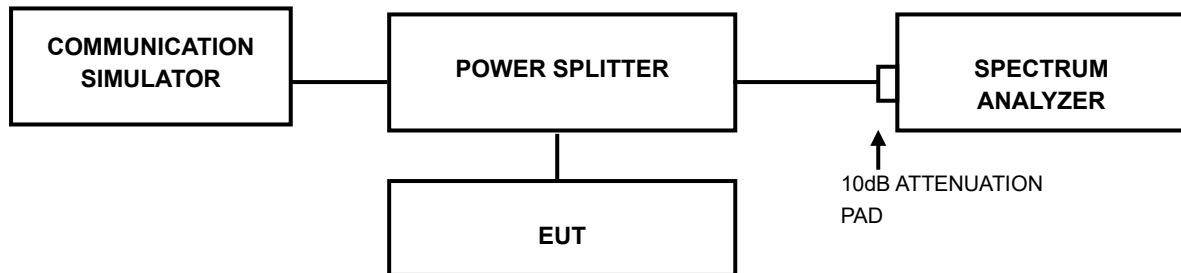 COMMUNICATION
SIMULATOR
POWER SPLITTER
SPECTRUM
ANALYZER
10dB ATTENUATION
PAD
EUT